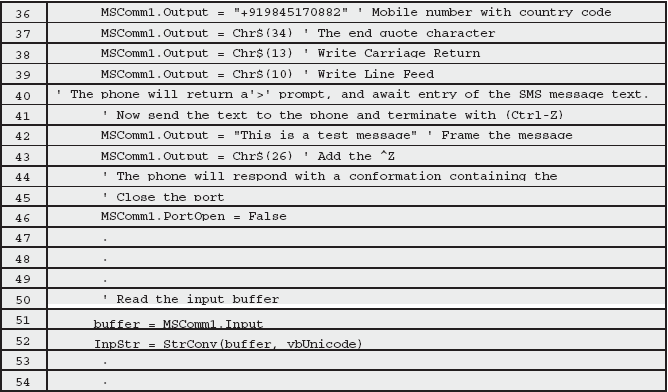 36 MSComm1.Output = "+919845170882" ' Mobile number with country code
37 MSComm1.Output = Chr$(34) ' The end quote character
38 MSComm1.Output = Chr$(13) ' Write Carriage Return
39 MSComm1.Output = Chr$(10) ' Write Line Feed
40 ' The phone will return a'>' prompt, and await entry of the SMS message text.
41 ' Now send the text to the phone and terminate with (Ctrl-Z)
42 MSComm1.Output = "This is a test message" ' Frame the message
43 MSComm1.Output = Chr$(26) ' Add the ^Z
44 ' The phone will respond with a conformation containing the
45 ' Close the port
46 MSComm1.PortOpen = False
47 .
48 .
49 .
50 ' Read the input buffer
51 buffer = MSComm1.Input
52 InpStr = StrConv(buffer, vbUnicode)
53 .
54 .